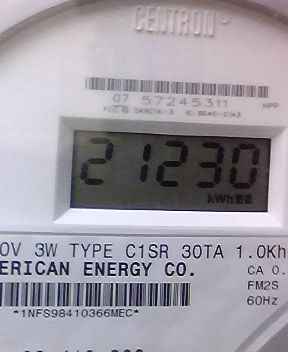 CENTRON®
07 57245311 HPP
21230
kWh
0V 3W TYPE C1SR 30TA 1.0Kh
ERICAN ENERGY CO.
CA 0.
FM2S
60Hz
*1NFS98410366MEC*